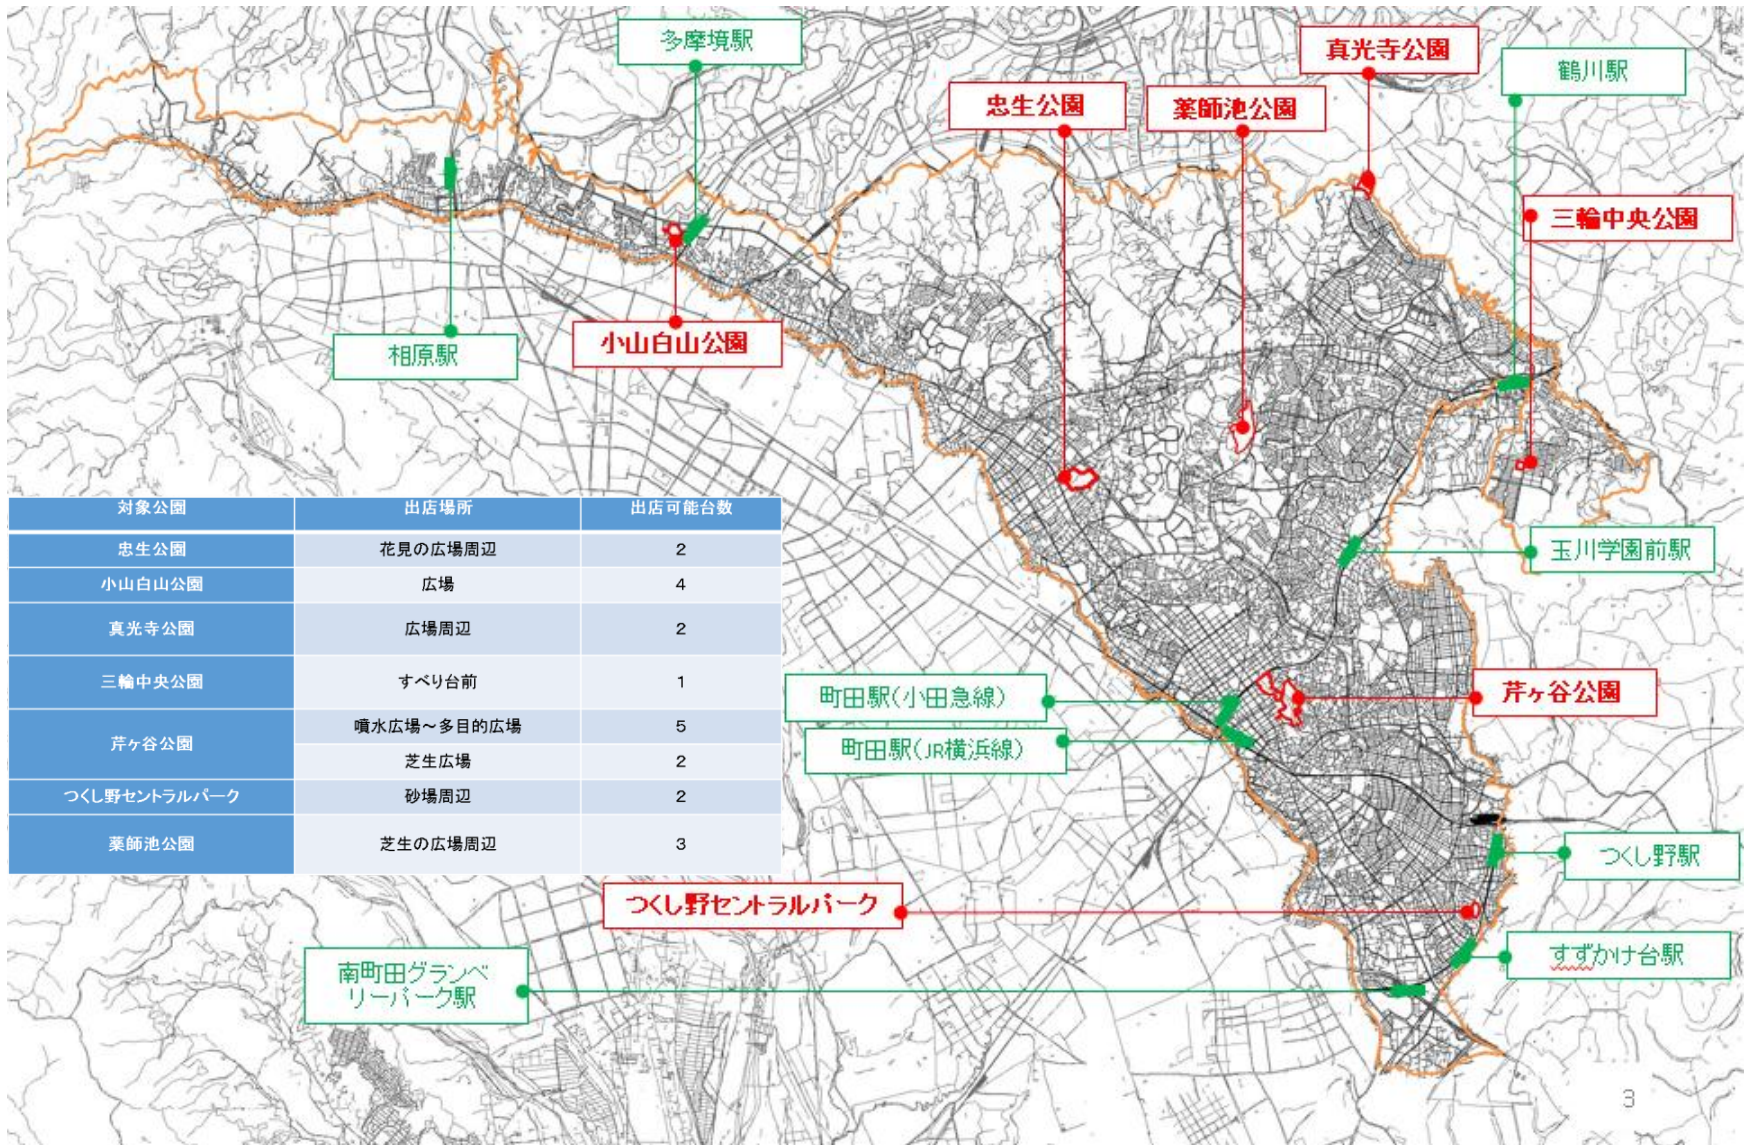 多摩境駅
真光寺公園
鶴川駅
忠生公園
薬師池公園
三輪中央公園
相原駅
小山白山公園
対象公園 出店場所 出店可能台数
忠生公園 花見の広場周辺 2
小山白山公園 広場 4
真光寺公園 広場周辺 2
三輪中央公園 すべり台前 1
芹ヶ谷公園 噴水広場～多目的広場 5
芝生広場 2
つくし野セントラルパーク 砂場周辺 2
薬師池公園 芝生の広場周辺 3
玉川学園前駅
町田駅(小田急線)
芹ヶ谷公園
町田駅(JR横浜線)
つくし野駅
つくし野セントラルパーク
すずかけ台駅
南町田グランベ
リーパーク駅
3